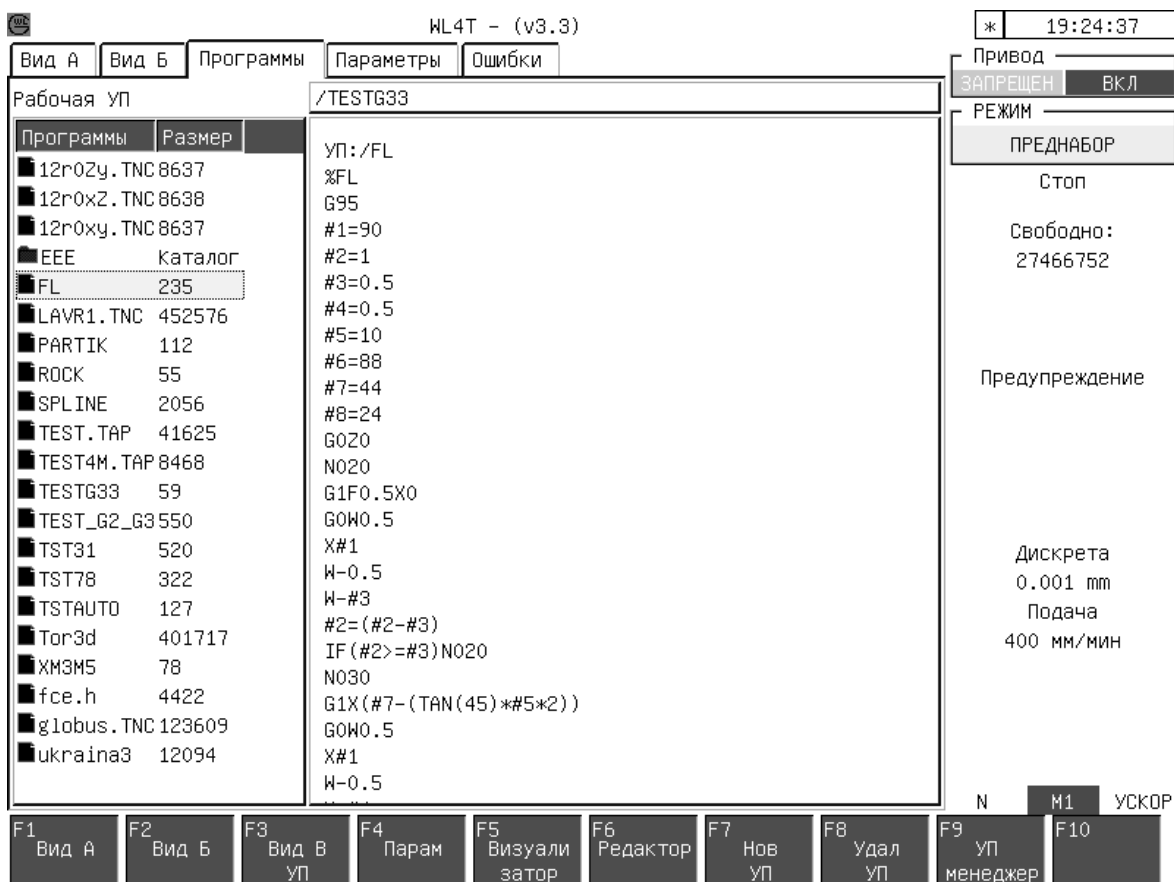 WL4T - (v3.3)
* 19:24:37
Вид А Вид Б Программы Параметры Ошибки
Рабочая УП /TESTG33
Программы Размер
12r0Zy.TNC 8637
12r0xZ.TNC 8638
12r0xy.TNC 8637
EEE Каталог
FL 235
LAVR1.TNC 452576
PARTIK 112
ROCK 55
SPLINE 2056
TEST.TAP 41625
TEST4M.TAP 8468
TESTG33 59
TEST_G2_G3 550
TST31 520
TST78 322
TSTAUTO 127
Tor3d 401717
XM3M5 78
fce.h 4422
globus.TNC 123609
ukraina3 12094
УП:/FL
%FL
G95
#1=90
#2=1
#3=0.5
#4=0.5
#5=10
#6=88
#7=44
#8=24
G0Z0
N020
G1F0.5X0
G0W0.5
X#1
W-0.5
W-#3
#2=(#2-#3)
IF(#2>=#3)N020
N030
G1X(#7-(TAN(45)*#5*2))
G0W0.5
X#1
W-0.5
Привод
ЗАПРЕЩЕН ВКЛ
РЕЖИМ
ПРЕДНАБОР
Стоп
Свободно:
27466752
Предупреждение
Дискрета
0.001 mm
Подача
400 мм/мин
N M1 УСКОР
F1 Вид А
F2 Вид Б
F3 Вид В
УП
F4 Парам
F5 Визуали
затор
F6 Редактор
F7 Нов
УП
F8 Удал
УП
F9 УП
менеджер
F10